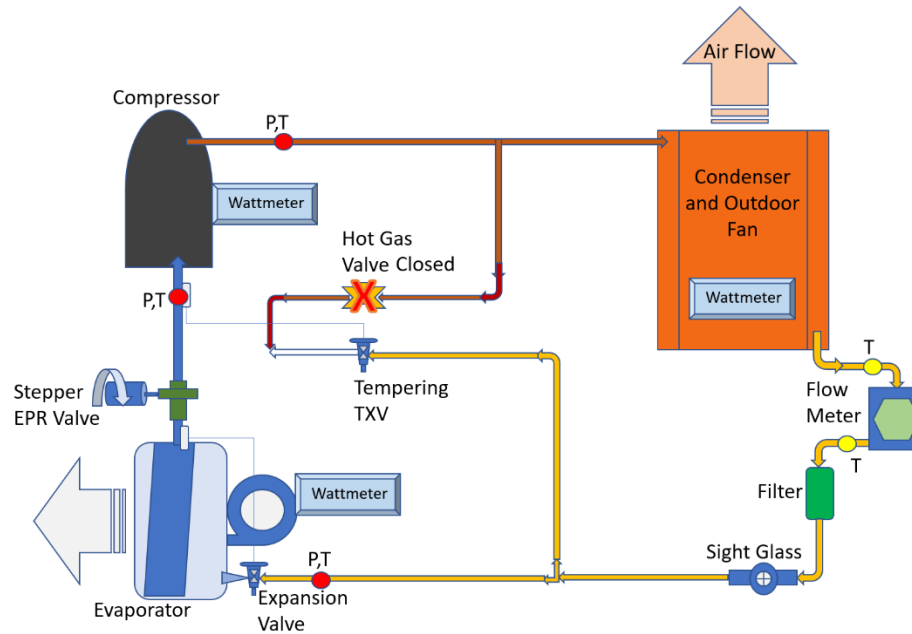 Air Flow
Compressor
P,T
Condenser
and Outdoor
Fan
Wattmeter
Hot Gas
Valve Closed
P,T
Wattmeter
T
Stepper
EPR Valve
Tempering
TXV
Flow
Meter
T
Wattmeter
Filter
Sight Glass
P,T
Evaporator
Expansion
Valve